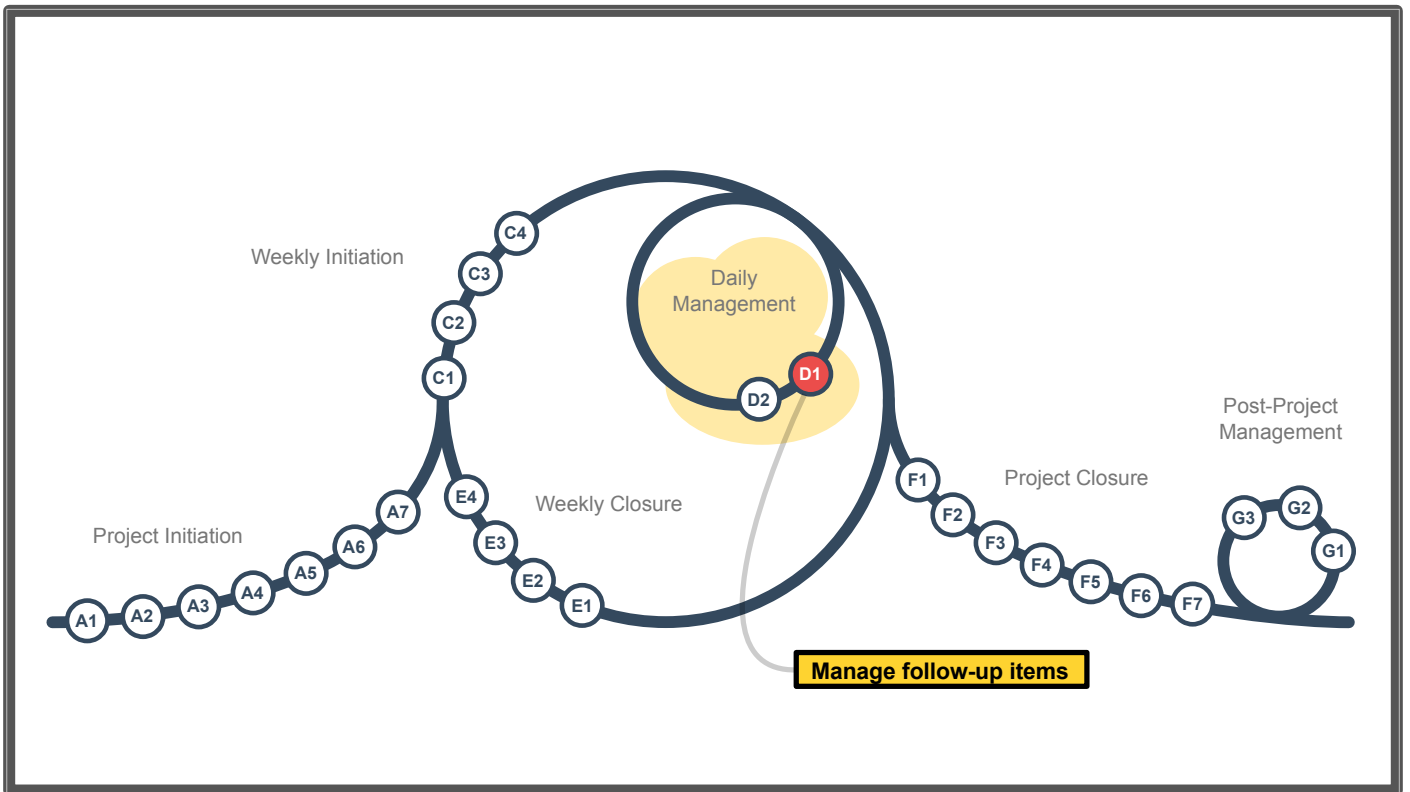 Weekly Initiation
C4
C3
C2
C1
Daily
Management
D1
D2
Post-Project
Management
Project Initiation
A1
A2
A3
A4
A5
A6
A7
Weekly Closure
E4
E3
E2
E1
Project Closure
F1
F2
F3
F4
F5
F6
F7
G3
G2
G1
Manage follow-up items